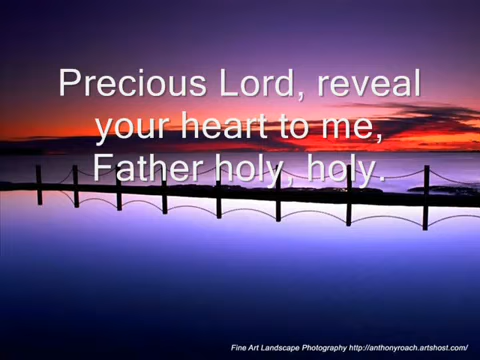 Precious Lord, reveal
your heart to me,
Father holy, holy.
Fine Art Landscape Photography http://anthonyroach.artshost.com/